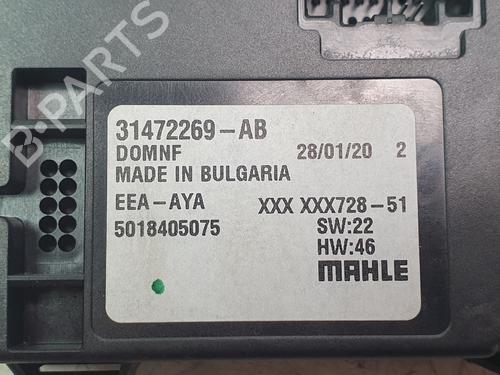 B-PARTS
31472269-AB
DOMNF 28/01/20 2
MADE IN BULGARIA
EEA-AYA XXX XXX728-51
5018405075 SW:22
HW:46
MAHLE